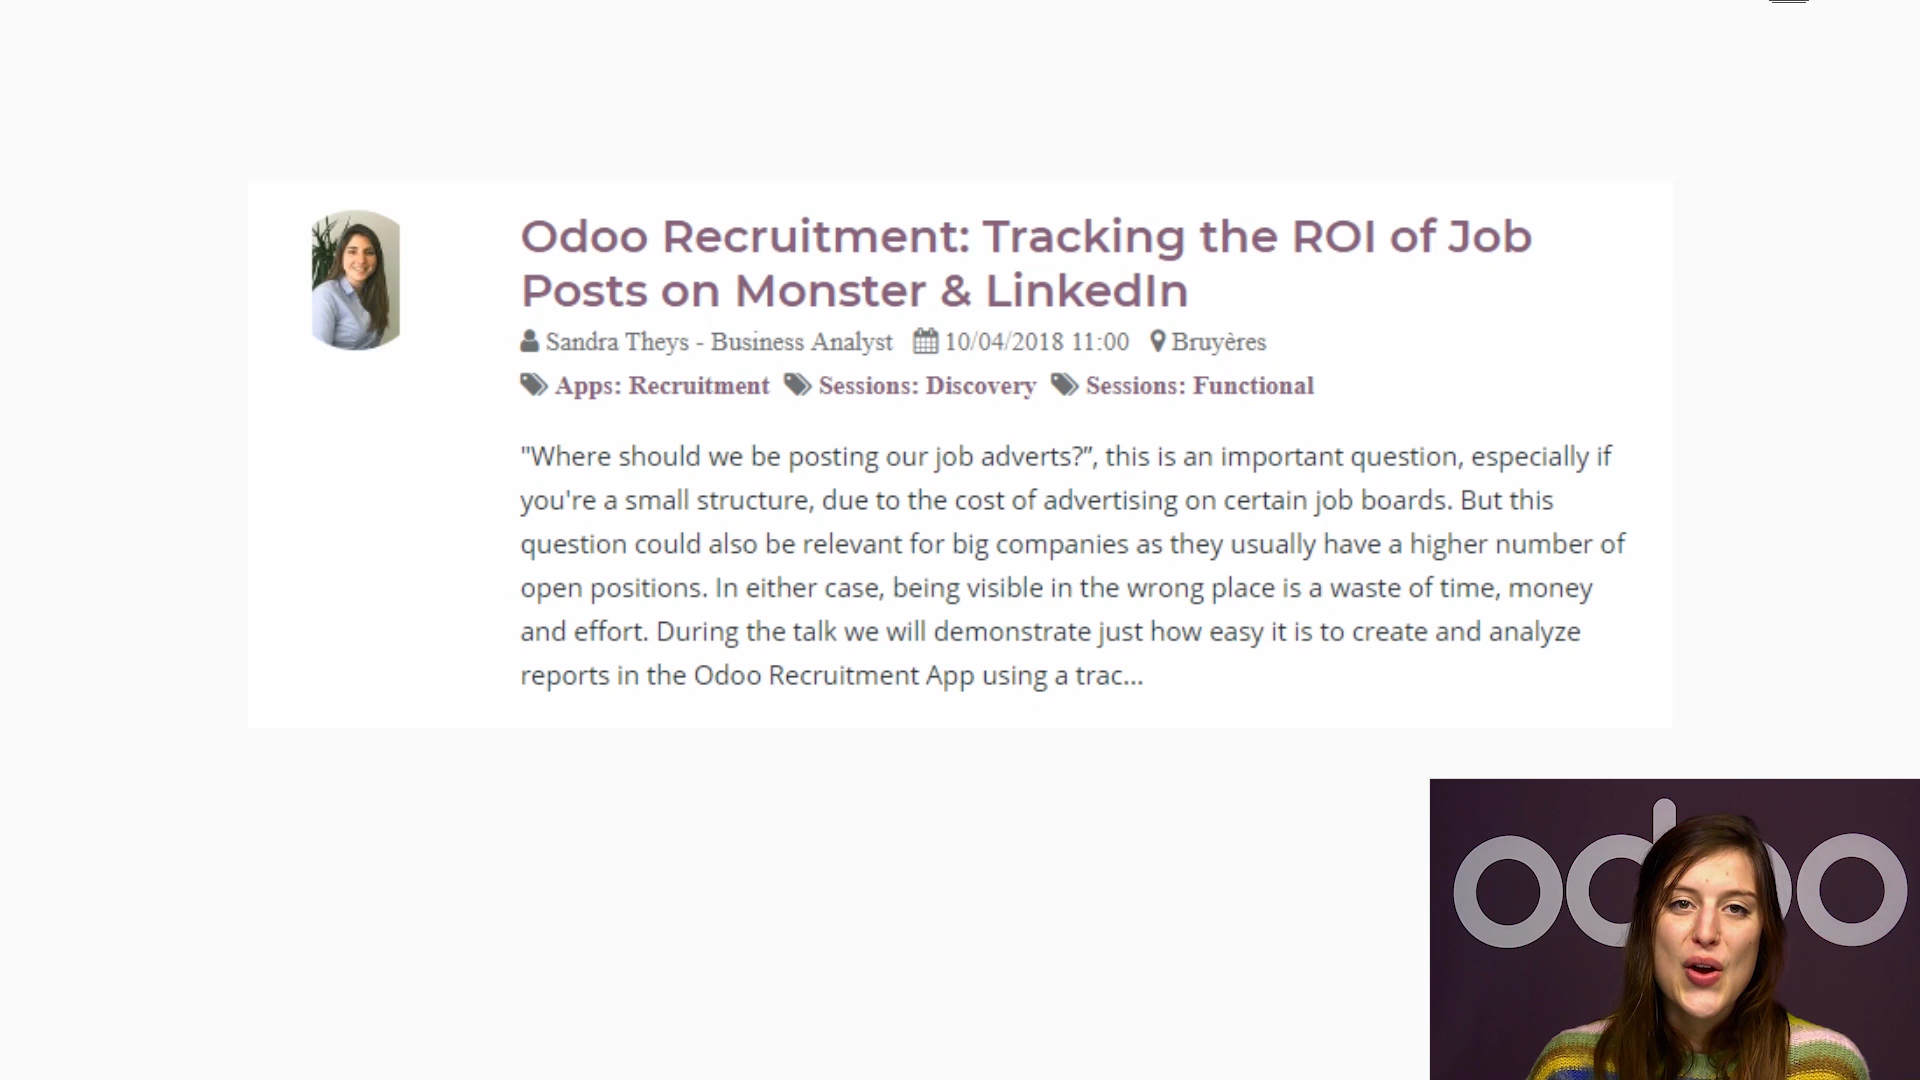 Odoo Recruitment: Tracking the ROI of Job
Posts on Monster & LinkedIn
Sandra Theys - Business Analyst 10/04/2018 11:00 Bruyères
Apps: Recruitment Sessions: Discovery Sessions: Functional
"Where should we be posting our job adverts?”, this is an important question, especially if
you're a small structure, due to the cost of advertising on certain job boards. But this
question could also be relevant for big companies as they usually have a higher number of
open positions. In either case, being visible in the wrong place is a waste of time, money
and effort. During the talk we will demonstrate just how easy it is to create and analyze
reports in the Odoo Recruitment App using a trac...
odoo